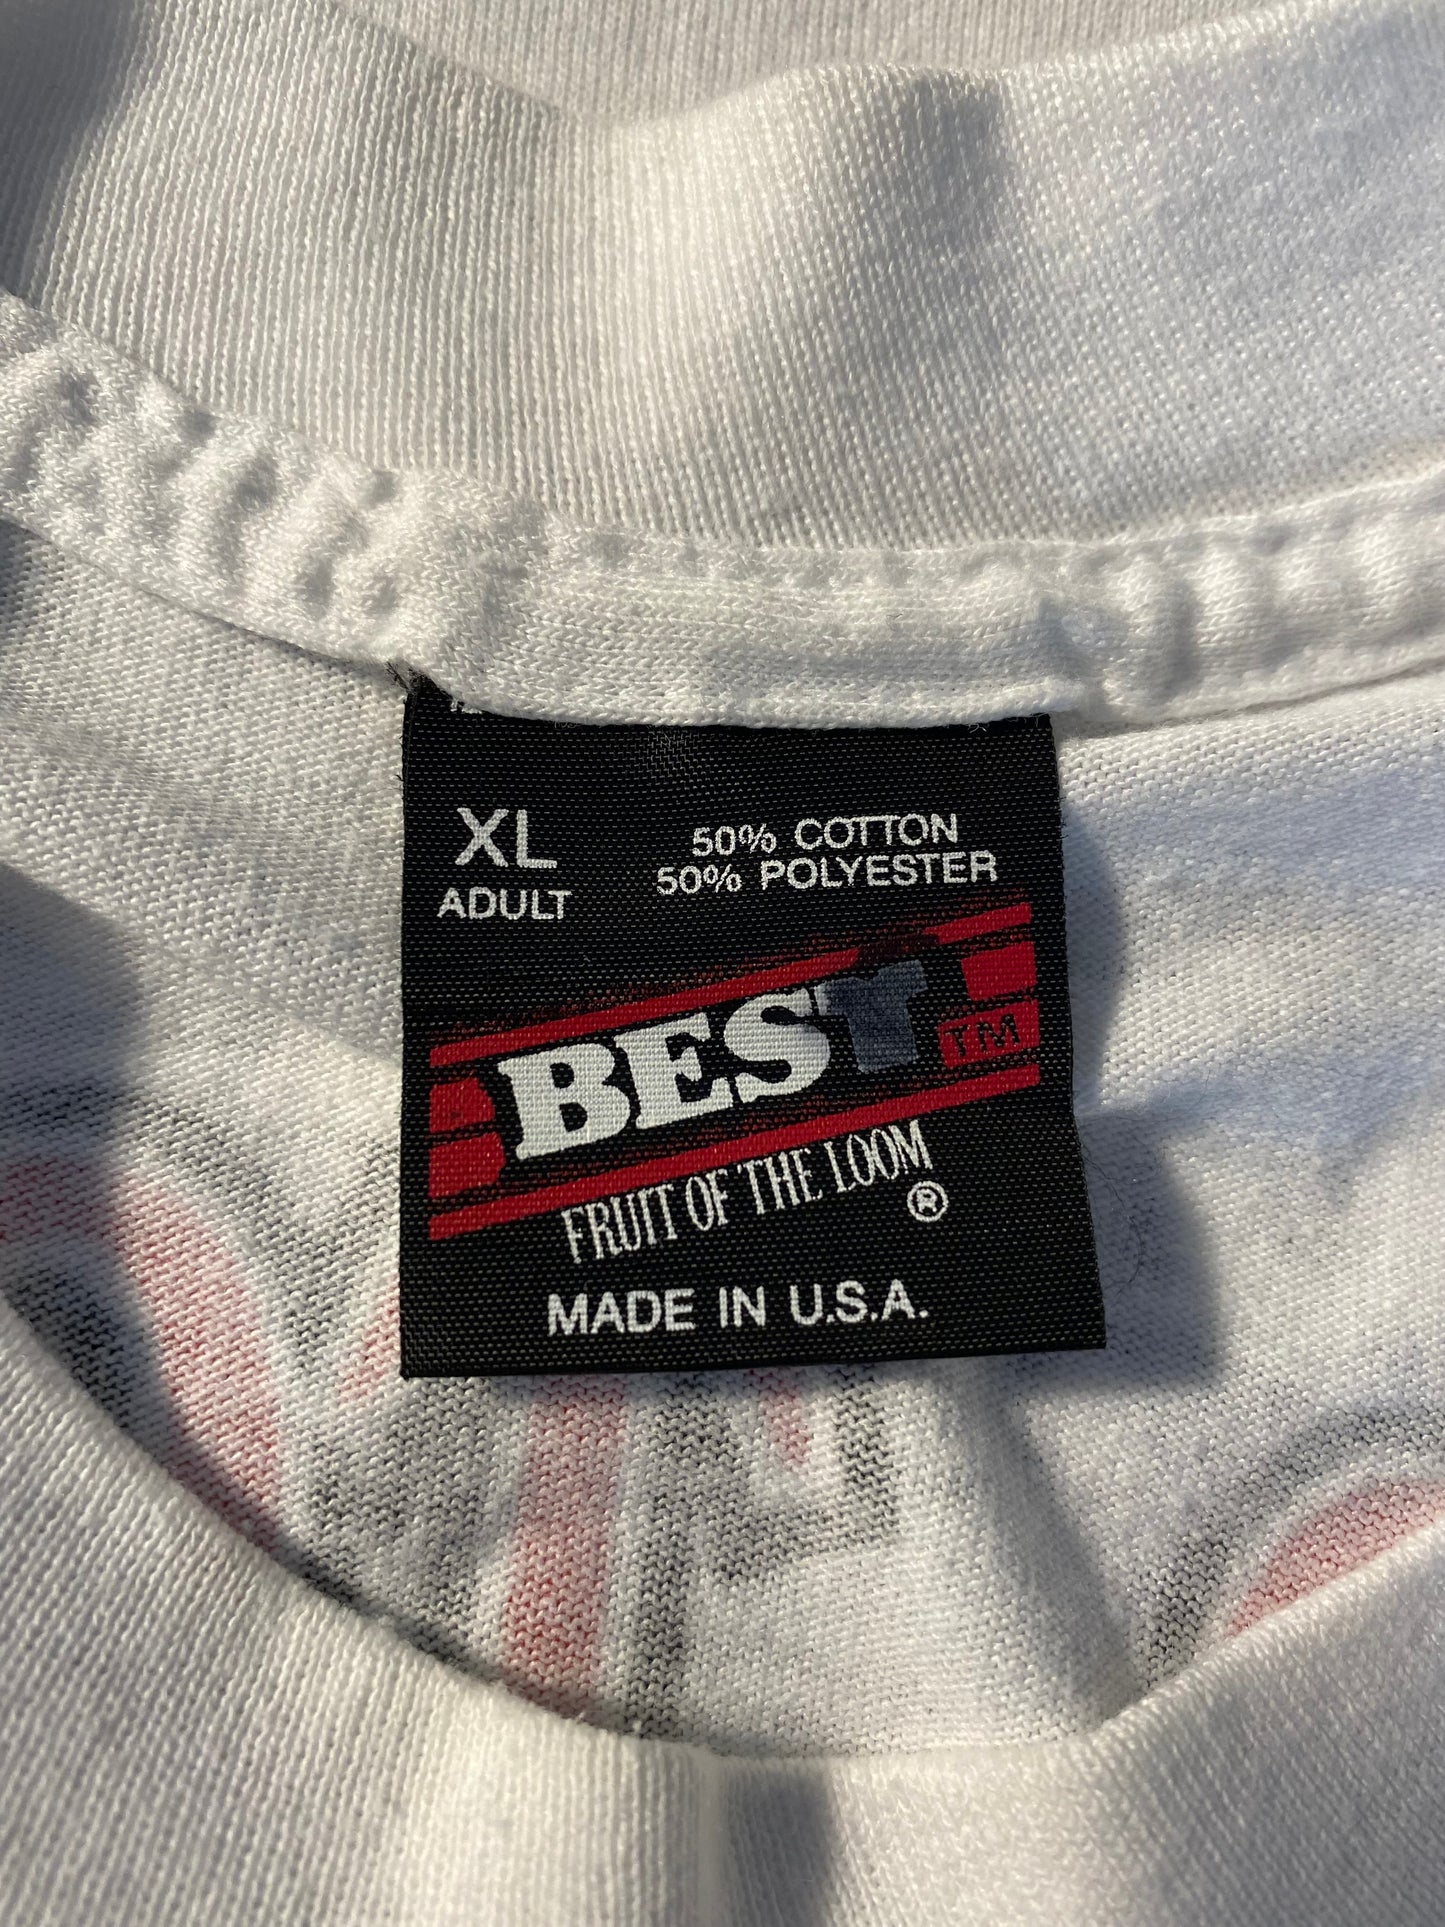 XL
ADULT
50% COTTON
50% POLYESTER
BEST
TM
FRUIT OF THE LOOM
®
MADE IN U.S.A.